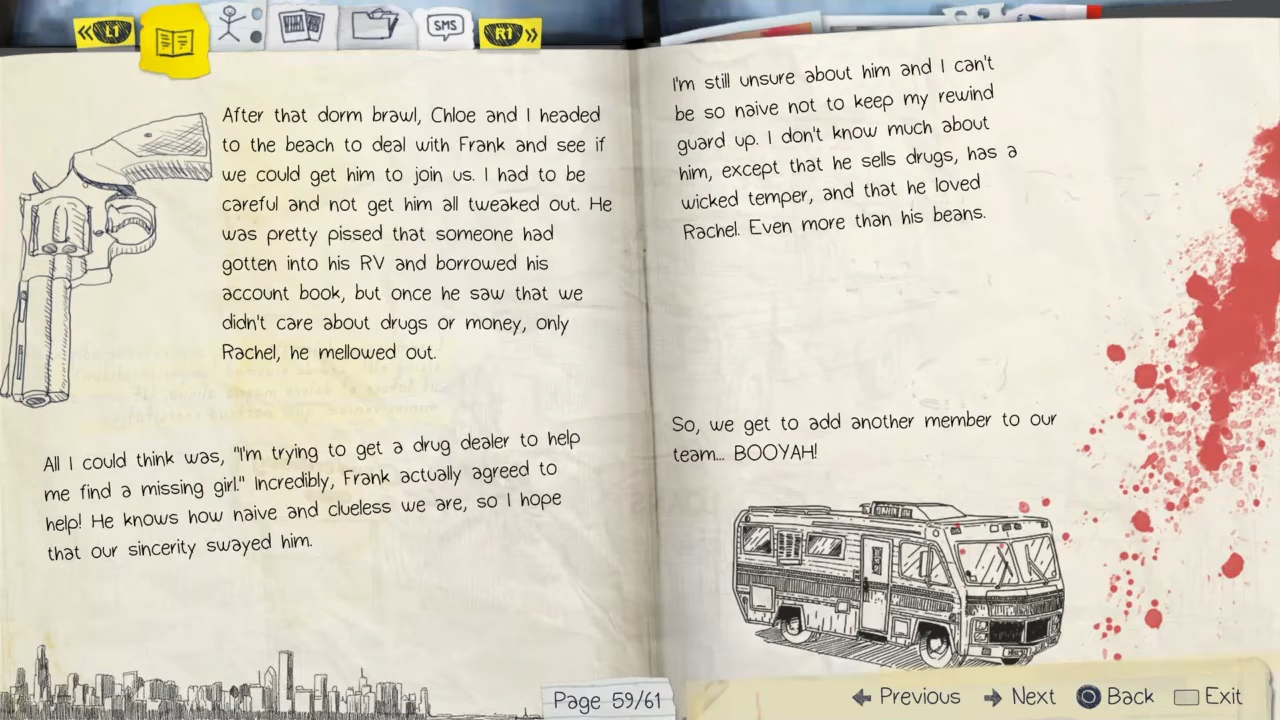 L1
SMS
R1
After that dorm brawl, Chloe and I headed
to the beach to deal with Frank and see if
we could get him to join us. I had to be
careful and not get him all tweaked out. He
was pretty pissed that someone had
gotten into his RV and borrowed his
account book, but once he saw that we
didn't care about drugs or money, only
Rachel, he mellowed out.
All I could think was, "I'm trying to get a drug dealer to help
me find a missing girl." Incredibly, Frank actually agreed to
help! He knows how naive and clueless we are, so I hope
that our sincerity swayed him.
I'm still unsure about him and I can't
be so naive not to keep my rewind
guard up. I don't know much about
him, except that he sells drugs, has a
wicked temper, and that he loved
Rachel. Even more than his beans.
So, we get to add another member to our
team... BOOYAH!
Page 59/61
Previous
Next
Back
Exit